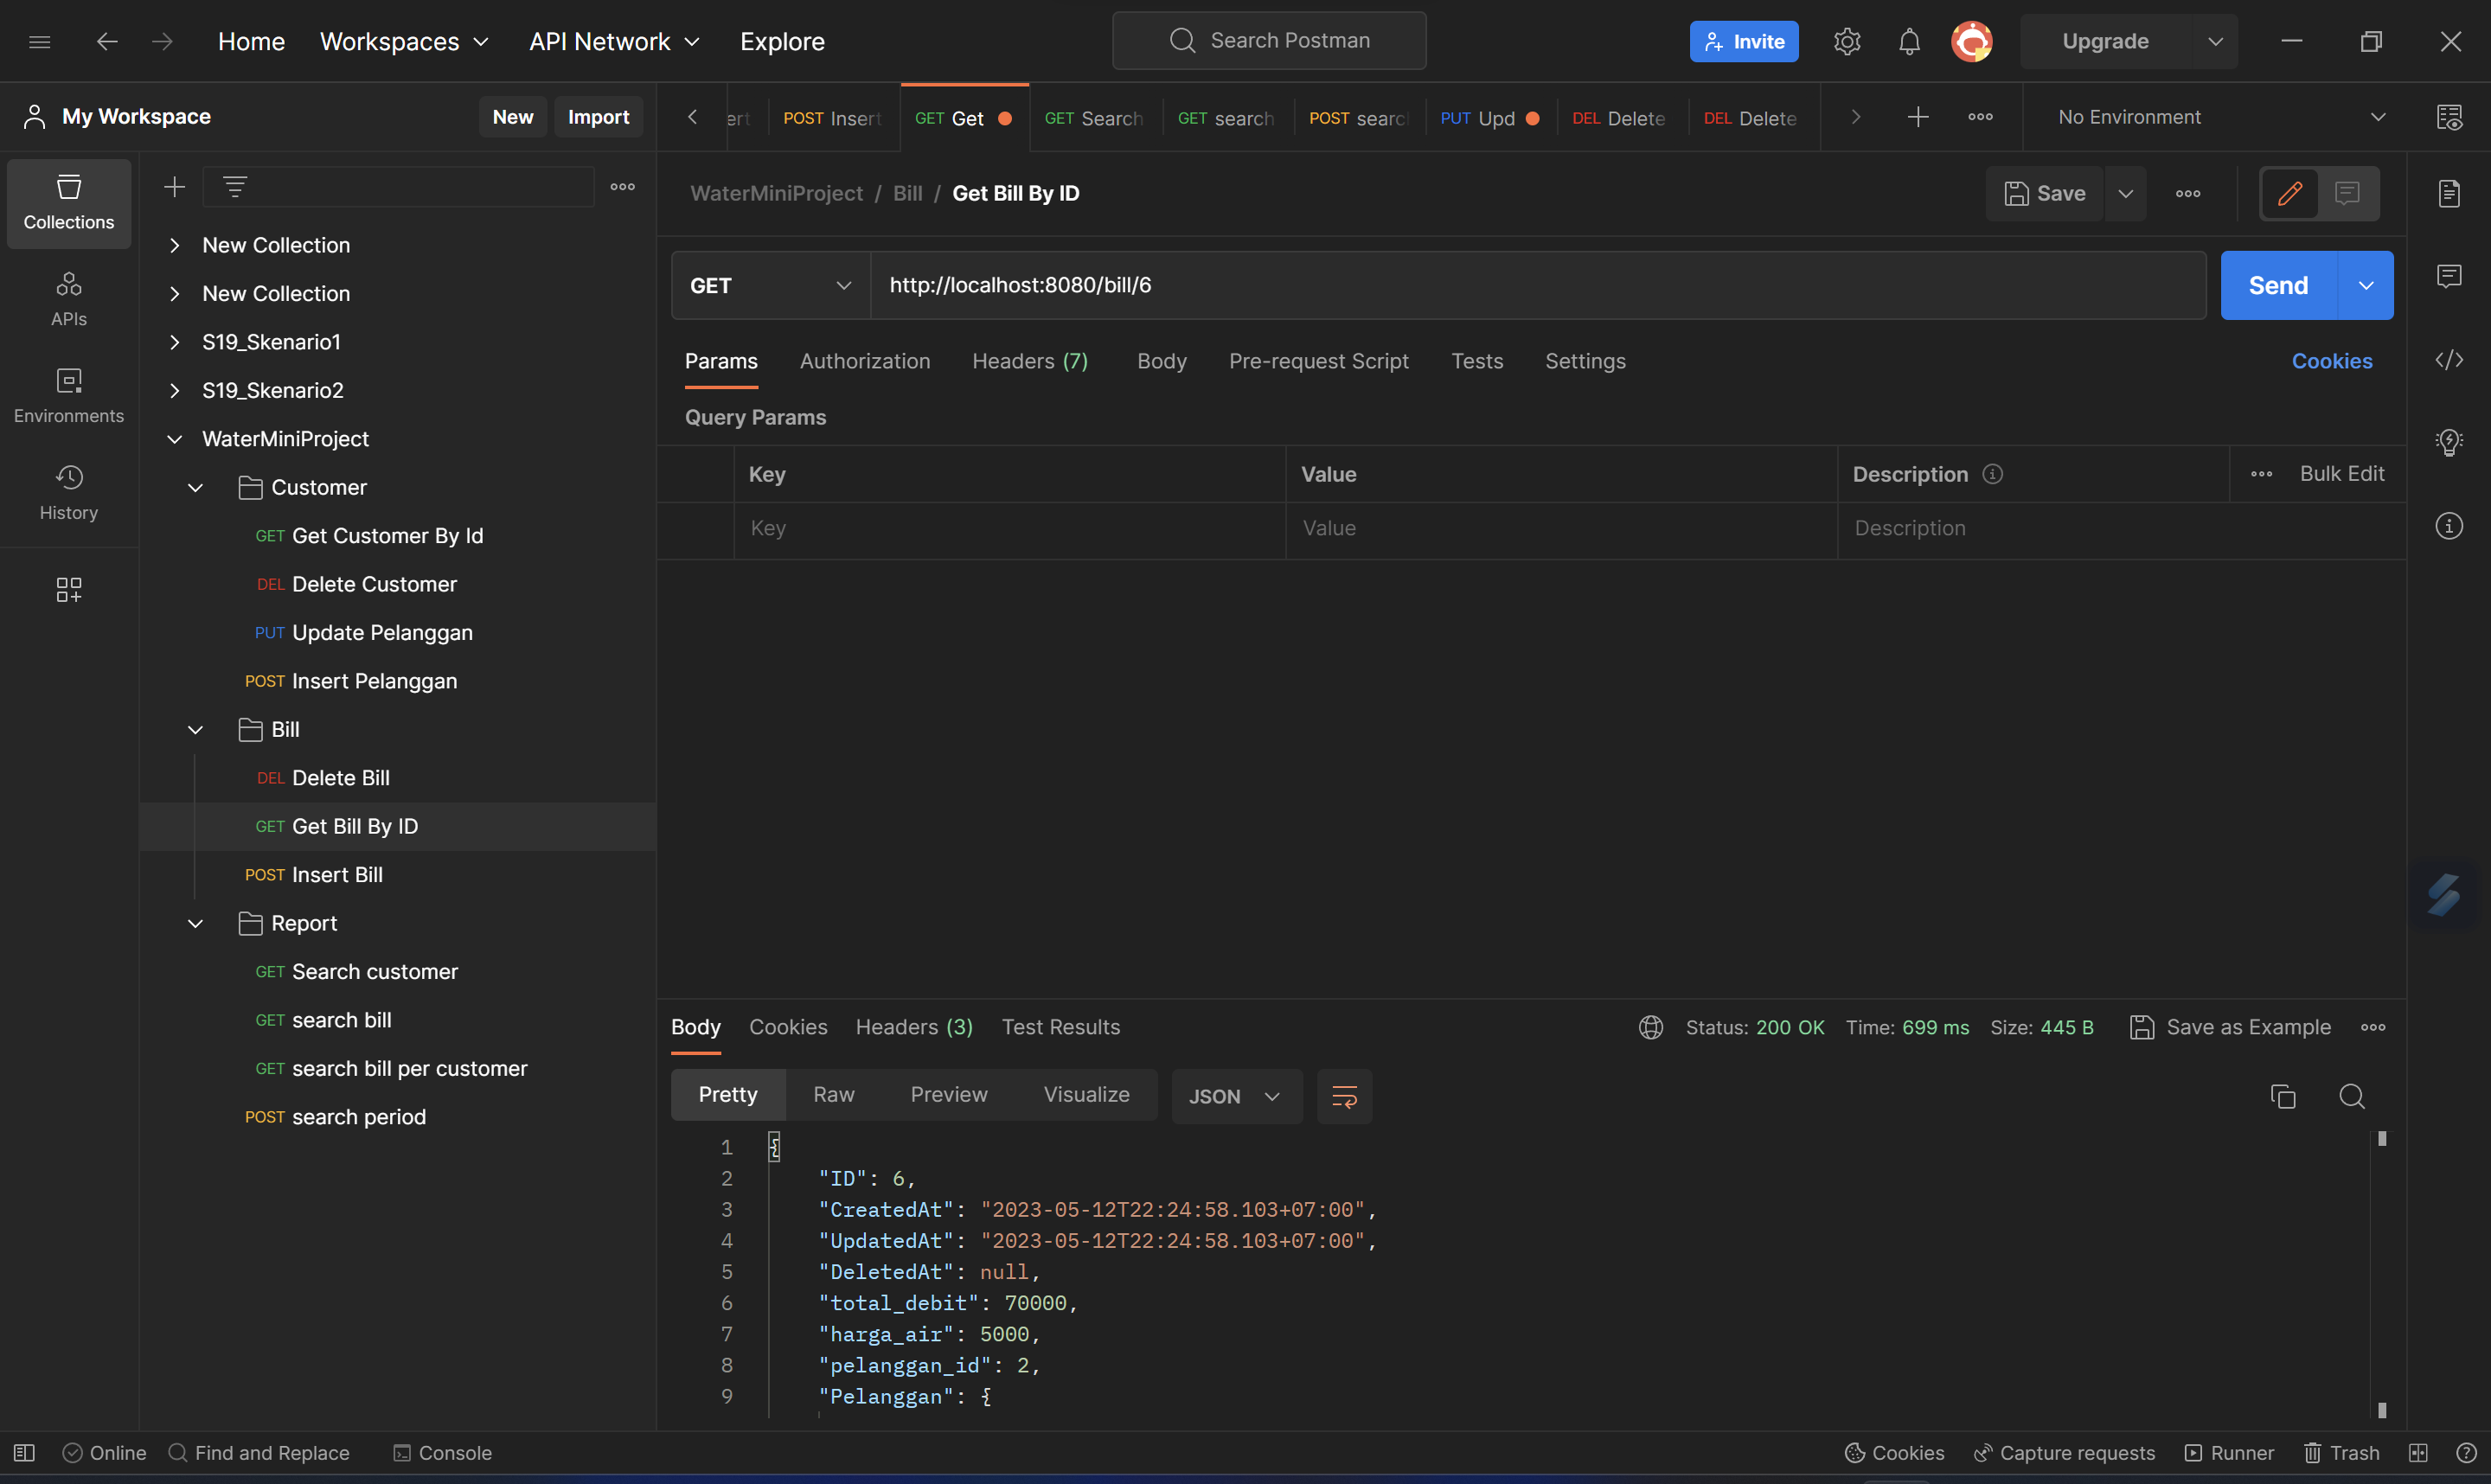 Home Workspaces API Network Explore Search Postman Invite Upgrade
My Workspace New Import
ert POST Insert GET Get GET Search GET search POST searc PUT Upd DEL Delete DEL Delete No Environment
WaterMiniProject / Bill / Get Bill By ID Save
Collections
APIs
Environments
History
New Collection
New Collection
S19_Skenario1
S19_Skenario2
WaterMiniProject
Customer
GET Get Customer By Id
DEL Delete Customer
PUT Update Pelanggan
POST Insert Pelanggan
Bill
DEL Delete Bill
GET Get Bill By ID
POST Insert Bill
Report
GET Search customer
GET search bill
GET search bill per customer
POST search period
GET http://localhost:8080/bill/6 Send
Params Authorization Headers (7) Body Pre-request Script Tests Settings Cookies
Query Params
Key Value Description Bulk Edit
Key Value Description
Body Cookies Headers (3) Test Results Status: 200 OK Time: 699 ms Size: 445 B Save as Example
Pretty Raw Preview Visualize JSON
1 {
2 "ID": 6,
3 "CreatedAt": "2023-05-12T22:24:58.103+07:00",
4 "UpdatedAt": "2023-05-12T22:24:58.103+07:00",
5 "DeletedAt": null,
6 "total_debit": 70000,
7 "harga_air": 5000,
8 "pelanggan_id": 2,
9 "Pelanggan": {
Online Find and Replace Console Cookies Capture requests Runner Trash